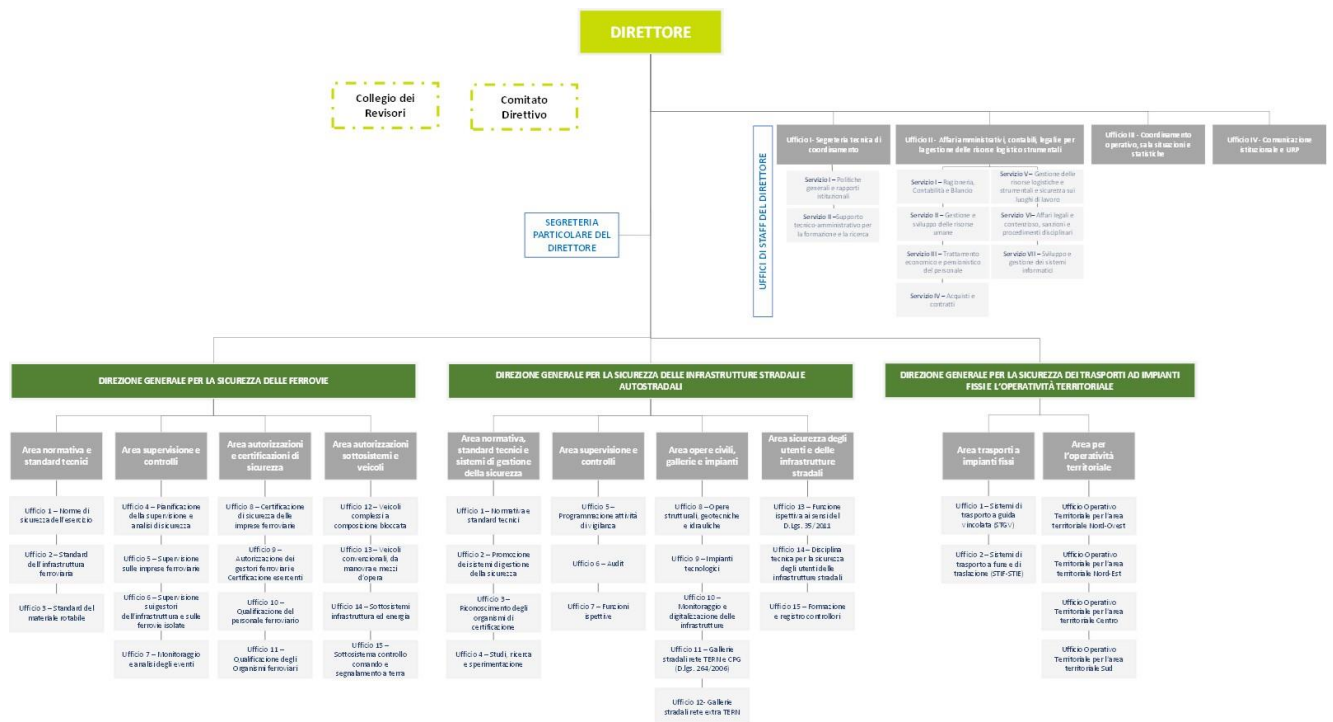 DIRETTORE
Collegio dei
Revisori
Comitato
Direttivo
SEGRETERIA
PARTICOLARE DEL
DIRETTORE
UFFICI DI STAFF DEL DIRETTORE
Ufficio I- Segreteria tecnica di
coordinamento
Servizio I – Politiche
generali e rapporti
istituzionali
Servizio II –Supporto
tecnico-amministrativo per
la formazione e la ricerca
Ufficio II - Affari amministrativi, contabili, legali e per
la gestione delle risorse logistico strumentali
Servizio I – Ragioneria,
Contabilità e Bilancio
Servizio II – Gestione e
sviluppo delle risorse
umane
Servizio III – Trattamento
economico e pensionistico
del personale
Servizio IV – Acquisti e
contratti
Servizio V – Gestione delle
risorse logistiche e
strumentali e sicurezza sui
luoghi di lavoro
Servizio VI – Affari legali e
contenzioso, sanzioni e
procedimenti disciplinari
Servizio VII – Sviluppo e
gestione dei sistemi
informatici
Ufficio III - Coordinamento
operativo, sala situazioni e
statistiche
Ufficio IV - Comunicazione
istituzionale e URP
DIREZIONE GENERALE PER LA SICUREZZA DELLE FERROVIE
Area normativa e
standard tecnici
Ufficio 1 – Norme di
sicurezza dell'esercizio
Ufficio 2 – Standard
dell'infrastruttura
ferroviaria
Ufficio 3 – Standard del
materiale rotabile
Area supervisione e
controlli
Ufficio 4 – Pianificazione
della supervisione e
analisi di sicurezza
Ufficio 5 – Supervisione
sulle imprese ferroviarie
Ufficio 6 – Supervisione
sui gestori
dell'infrastruttura e sulle
ferrovie isolate
Ufficio 7 – Monitoraggio
e analisi degli eventi
Area autorizzazioni
e certificazioni di
sicurezza
Ufficio 8 – Certificazione
di sicurezza delle
imprese ferroviarie
Ufficio 9 –
Autorizzazione dei
gestori ferroviari e
Certificazione esercenti
Ufficio 10 –
Qualificazione del
personale ferroviario
Ufficio 11 –
Qualificazione degli
Organismi ferroviari
Area autorizzazioni
sottosistemi e
veicoli
Ufficio 12 – Veicoli
complessi a
composizione bloccata
Ufficio 13 – Veicoli
convenzionali, da
manovra e mezzi d'opera
Ufficio 14 – Sottosistemi
infrastruttura ed energia
Ufficio 15 –
Sottosistema controllo
comando e
segnalamento a terra
DIREZIONE GENERALE PER LA SICUREZZA DELLE INFRASTRUTTURE STRADALI E
AUTOSTRADALI
Area normativa,
standard tecnici e
sistemi di gestione
della sicurezza
Ufficio 1 – Normativa e
standard tecnici
Ufficio 2 – Promozione
dei sistemi di gestione
della sicurezza
Ufficio 3 –
Riconoscimento degli
organismi di
certificazione
Ufficio 4 – Studi, ricerca
e sperimentazione
Area supervisione e
controlli
Ufficio 5 –
Programmazione attività
di vigilanza
Ufficio 6 – Audit
Ufficio 7 – Funzioni
ispettive
Area opere civili,
gallerie e impianti
Ufficio 8 – Opere
strutturali, geotecniche
e idrauliche
Ufficio 9 – Impianti
tecnologici
Ufficio 10 –
Monitoraggio e
digitalizzazione delle
infrastrutture
Ufficio 11 – Gallerie
stradali rete TERN e CPG
(D.lgs. 264/2006)
Ufficio 12- Gallerie
stradali rete extra TERN
Area sicurezza degli
utenti e delle
infrastrutture
stradali
Ufficio 13 – Funzione
ispettiva ai sensi del
D.Lgs. 35/2011
Ufficio 14 – Disciplina
tecnica per la sicurezza
degli utenti delle
infrastrutture stradali
Ufficio 15 – Formazione
e registro controllori
DIREZIONE GENERALE PER LA SICUREZZA DEI TRASPORTI AD IMPIANTI
FISSI E L'OPERATIVITÀ TERRITORIALE
Area trasporti a
impianti fissi
Ufficio 1 – Sistemi di
trasporto a guida
vincolata (STGV)
Ufficio 2 – Sistemi di
trasporto a fune e di
traslazione (STIF-STIE)
Area per
l'operatività
territoriale
Ufficio Operativo
Territoriale per l'area
territoriale Nord-Ovest
Ufficio Operativo
Territoriale per l'area
territoriale Nord-Est
Ufficio Operativo
Territoriale per l'area
territoriale Centro
Ufficio Operativo
Territoriale per l'area
territoriale Sud